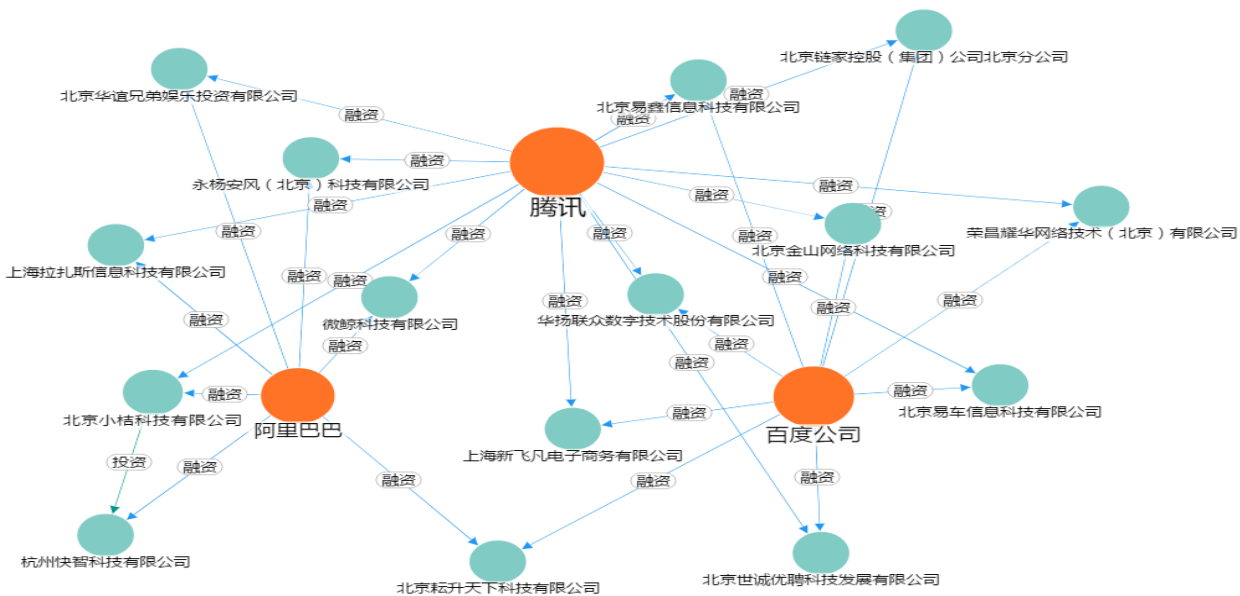 北京链家控股（集团）公司北京分公司
北京华谊兄弟娱乐投资有限公司
融资
北京易鑫信息科技有限公司
融资
融资
融资
永杨安风（北京）科技有限公司
融资
融资
融资
腾讯
融资
融资
融资
融资
融资
北京金山网络科技有限公司
荣昌耀华网络技术（北京）有限公司
上海拉扎斯信息科技有限公司
融资
融资
融资
融资
融资
融资
融资
微鲸科技有限公司
华扬联众数字技术股份有限公司
融资
融资
融资
融资
融资
融资
北京小桔科技有限公司
阿里巴巴
融资
百度公司
北京易车信息科技有限公司
上海新飞凡电子商务有限公司
投资
融资
融资
融资
融资
杭州快智科技有限公司
北京耘升天下科技有限公司
北京世诚优聘科技发展有限公司